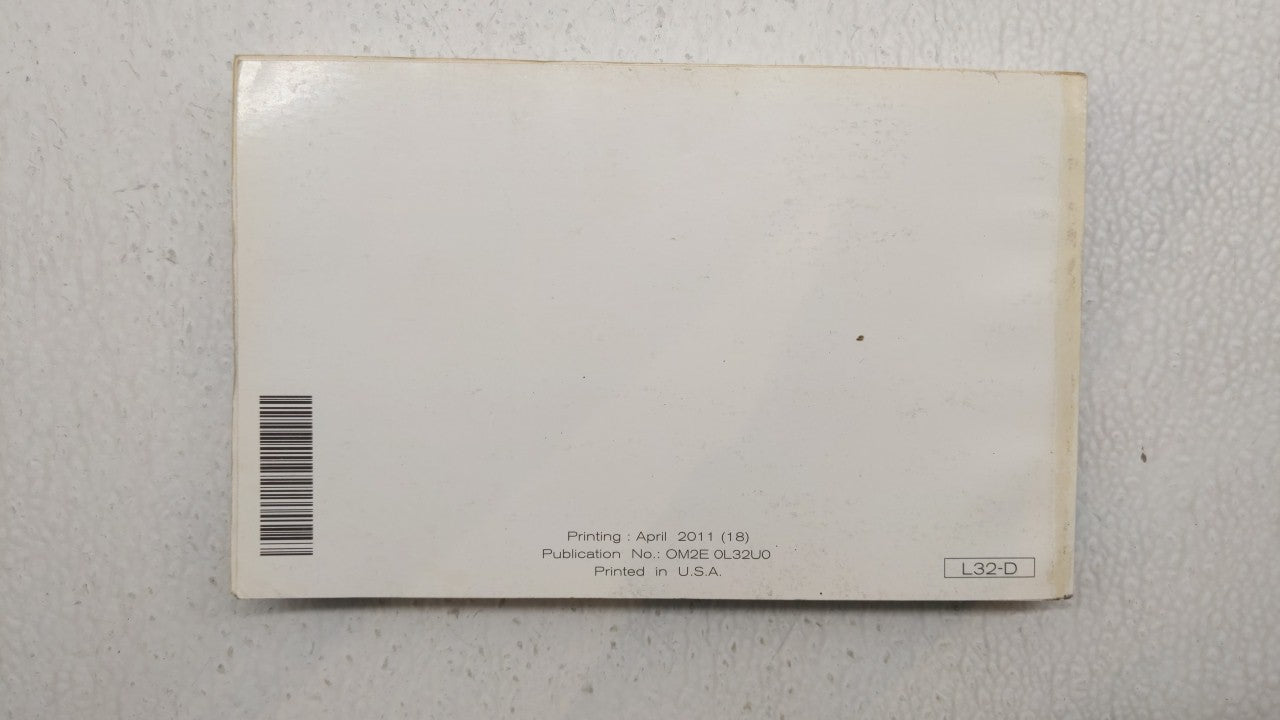 Printing : April 2011 (18)
Publication No.: OM2E 0L32U0
Printed in U.S.A.
L32-D